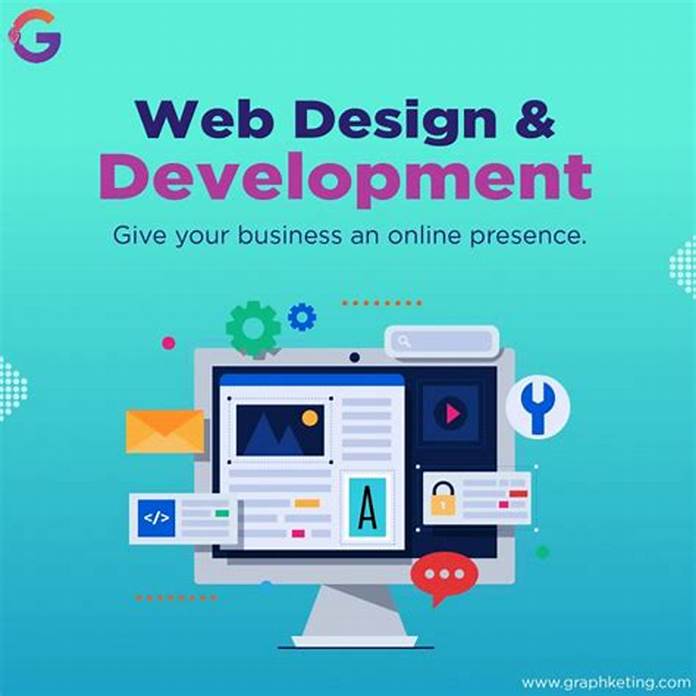 G
Web Design &
Development
Give your business an online presence.
</>
A
www.graphketing.com